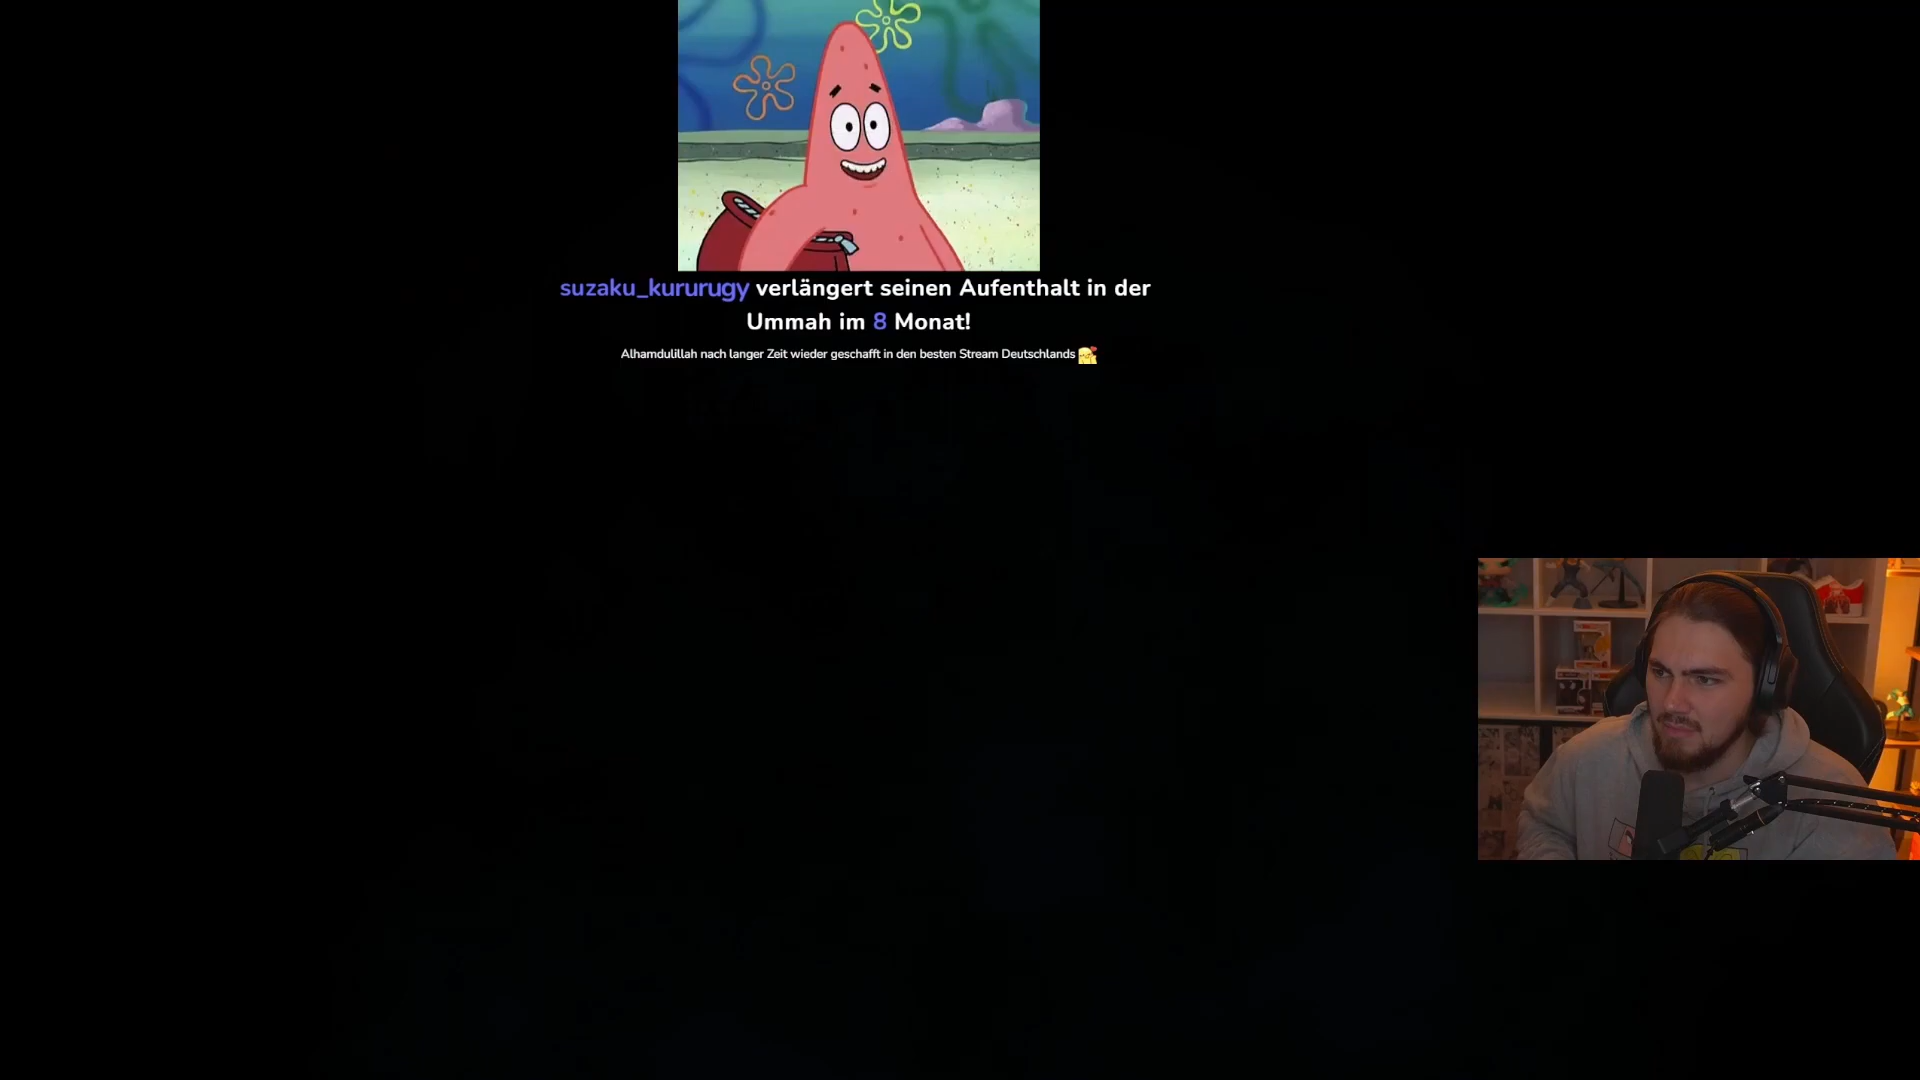 suzaku_kururugy verlängert seinen Aufenthalt in der
Ummah im 8 Monat!
Alhamdulillah nach langer Zeit wieder geschafft in den besten Stream Deutschlands